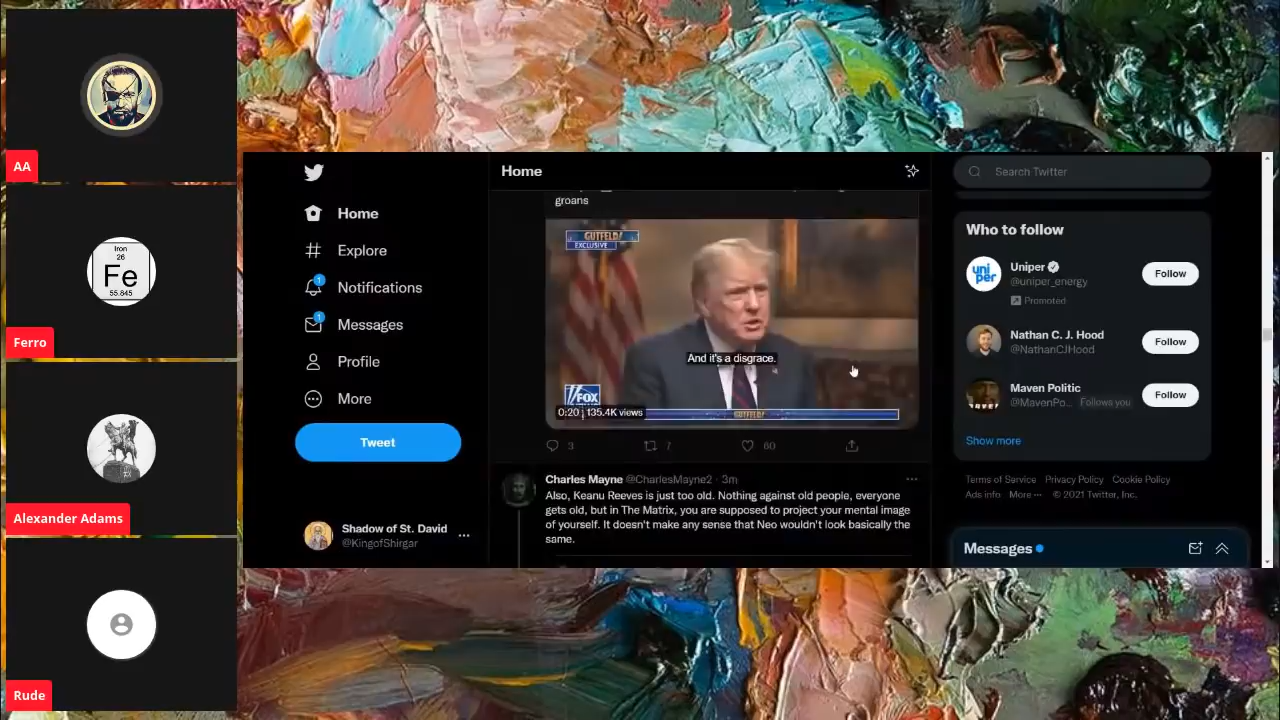 AA
Iron
26
Fe
55.845
Ferro
Alexander Adams
Rude
Home
Explore
1
Notifications
1
Messages
Profile
More
Tweet
Shadow of St. David
@KingofShirgar
Home
groans
GUTFELD!
EXCLUSIVE
And it's a disgrace.
FOX
0:20 | 135.4K views
GUTFELD!
3 7 60
Charles Mayne @CharlesMayne2 · 3m
Also, Keanu Reeves is just too old. Nothing against old people, everyone
gets old, but in The Matrix, you are supposed to project your mental image
of yourself. It doesn't make any sense that Neo wouldn't look basically the
same.
Search Twitter
Who to follow
uni
per
Uniper
@uniper_energy
Promoted
Follow
Nathan C. J. Hood
@NathanCJHood
Follow
Maven Politic
@MavenPo... Follows you
Follow
Show more
Terms of Service Privacy Policy Cookie Policy
Ads info More ··· © 2021 Twitter, Inc.
Messages